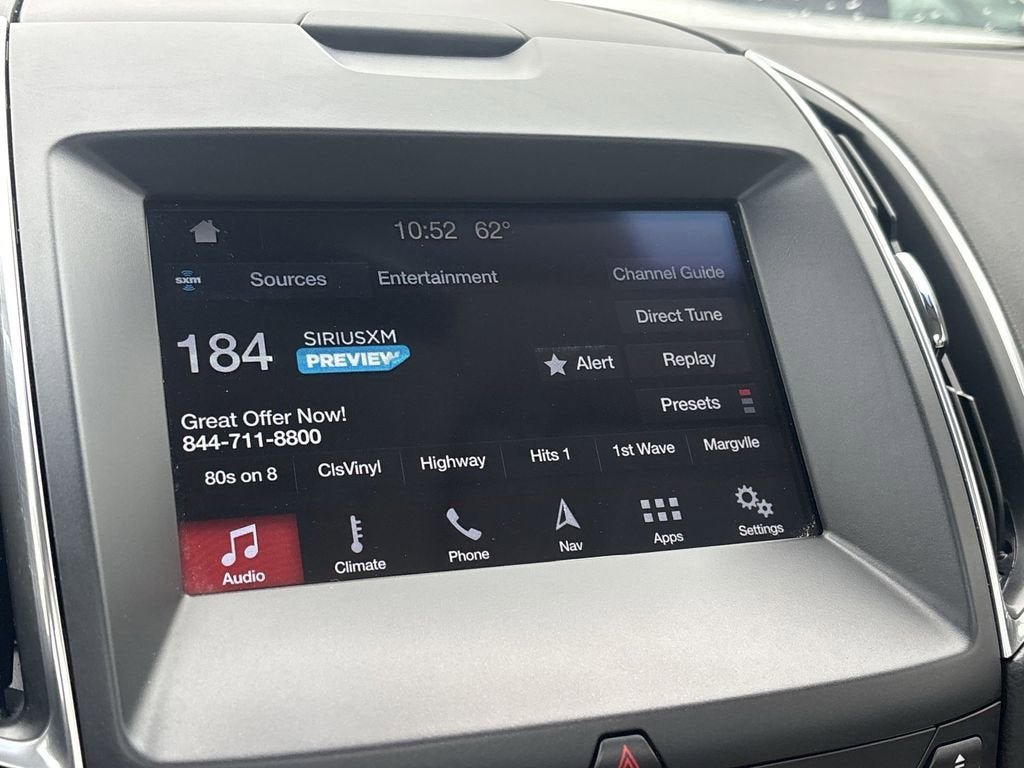 10:52 62°
sxm Sources Entertainment Channel Guide
Direct Tune
184 SIRIUSXM
PREVIEW
Alert Replay
Presets
Great Offer Now!
844-711-8800
80s on 8 ClsVinyl Highway Hits 1 1st Wave Margvlle
Audio Climate Phone Nav Apps Settings